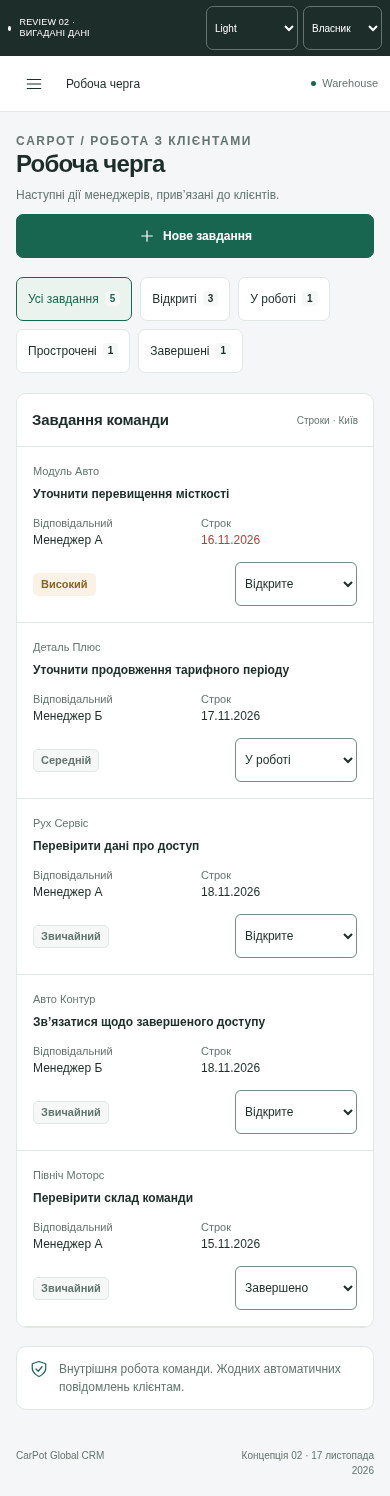 REVIEW 02 ·
ВИГАДАНІ ДАНІ
Light
Власник
Робоча черга
Warehouse
CARPOT / РОБОТА З КЛІЄНТАМИ
Робоча черга
Наступні дії менеджерів, прив’язані до клієнтів.
Нове завдання
Усі завдання 5
Відкриті 3
У роботі 1
Прострочені 1
Завершені 1
Завдання команди
Строки · Київ
Модуль Авто
Уточнити перевищення місткості
Відповідальний Строк
Менеджер А 16.11.2026
Високий Відкрите
Деталь Плюс
Уточнити продовження тарифного періоду
Відповідальний Строк
Менеджер Б 17.11.2026
Середній У роботі
Рух Сервіс
Перевірити дані про доступ
Відповідальний Строк
Менеджер А 18.11.2026
Звичайний Відкрите
Авто Контур
Зв’язатися щодо завершеного доступу
Відповідальний Строк
Менеджер Б 18.11.2026
Звичайний Відкрите
Північ Моторс
Перевірити склад команди
Відповідальний Строк
Менеджер А 15.11.2026
Звичайний Завершено
Внутрішня робота команди. Жодних автоматичних
повідомлень клієнтам.
CarPot Global CRM
Концепція 02 · 17 листопада
2026